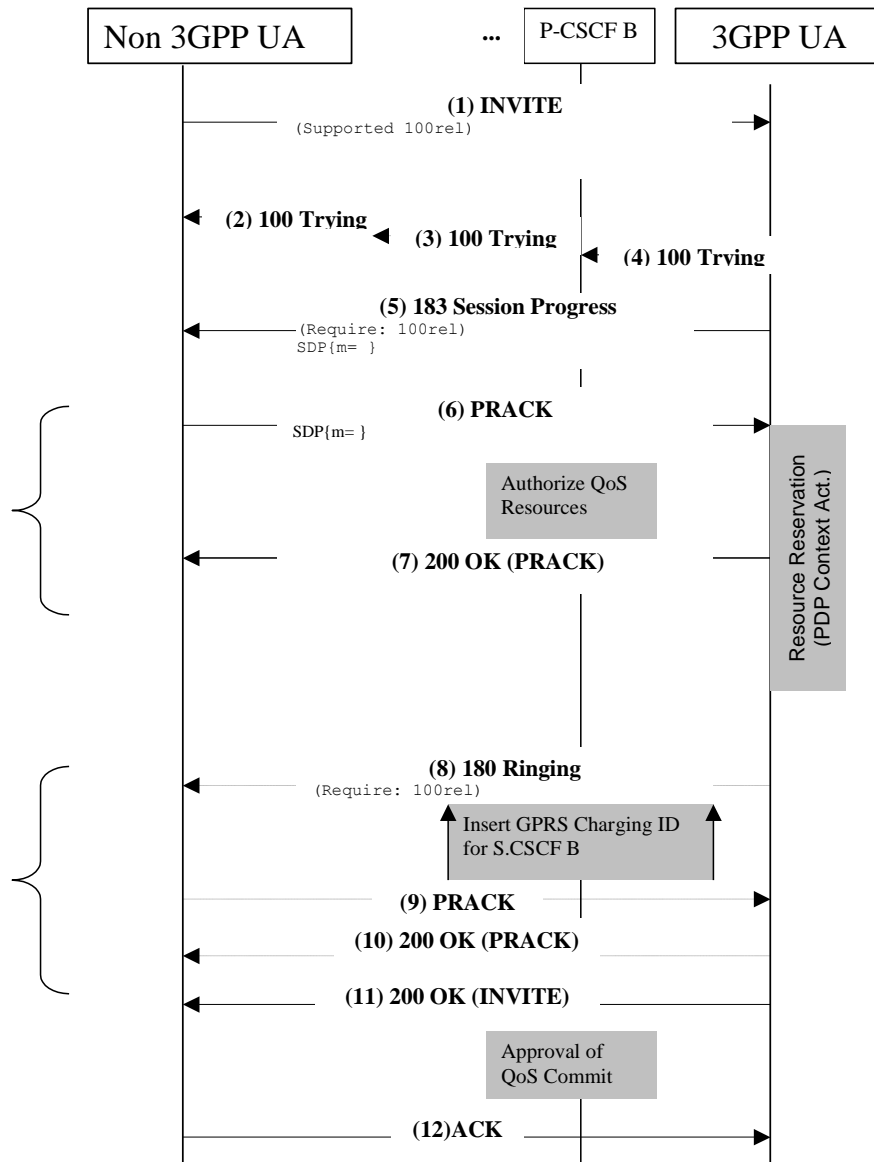 Non 3GPP UA
...
P-CSCF B
3GPP UA
(1) INVITE
(Supported 100rel)
(2) 100 Trying
(3) 100 Trying
(4) 100 Trying
(5) 183 Session Progress
(Require: 100rel)
SDP{m= }
(6) PRACK
SDP{m= }
Authorize QoS
Resources
Resource Reservation
(PDP Context Act.)
(7) 200 OK (PRACK)
(8) 180 Ringing
(Require: 100rel)
Insert GPRS Charging ID
for S.CSCF B
(9) PRACK
(10) 200 OK (PRACK)
(11) 200 OK (INVITE)
Approval of
QoS Commit
(12)ACK